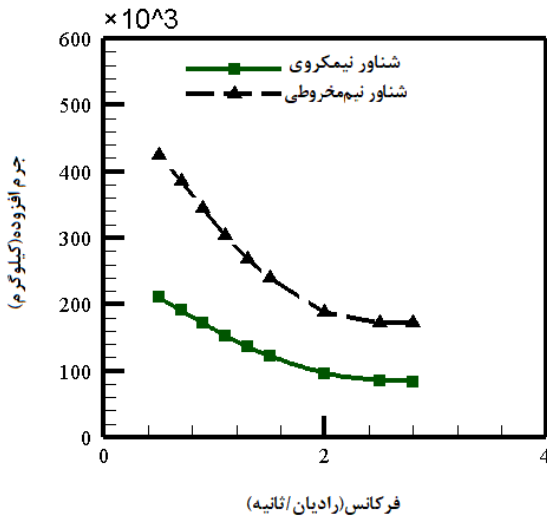 × 10^3
600
500
400
300
200
100
0
شناور نیمکروی
شناور نیم‌مخروطی
جرم افزوده(کیلوگرم)
0
2
4
فرکانس(رادیان/ثانیه)